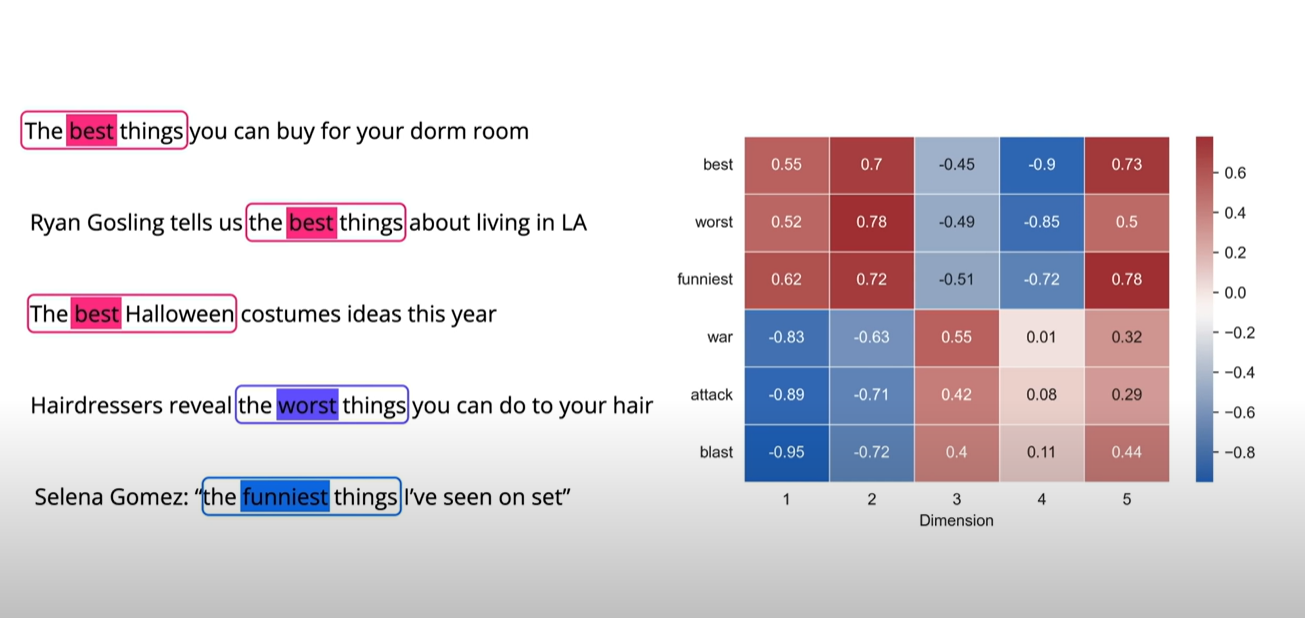 The best things you can buy for your dorm room
Ryan Gosling tells us the best things about living in LA
The best Halloween costumes ideas this year
Hairdressers reveal the worst things you can do to your hair
Selena Gomez: “the funniest things I’ve seen on set”
best 0.55 0.7 -0.45 -0.9 0.73
worst 0.52 0.78 -0.49 -0.85 0.5
funniest 0.62 0.72 -0.51 -0.72 0.78
war -0.83 -0.63 0.55 0.01 0.32
attack -0.89 -0.71 0.42 0.08 0.29
blast -0.95 -0.72 0.4 0.11 0.44
1 2 3 4 5
Dimension
0.6
0.4
0.2
0.0
−0.2
−0.4
−0.6
−0.8